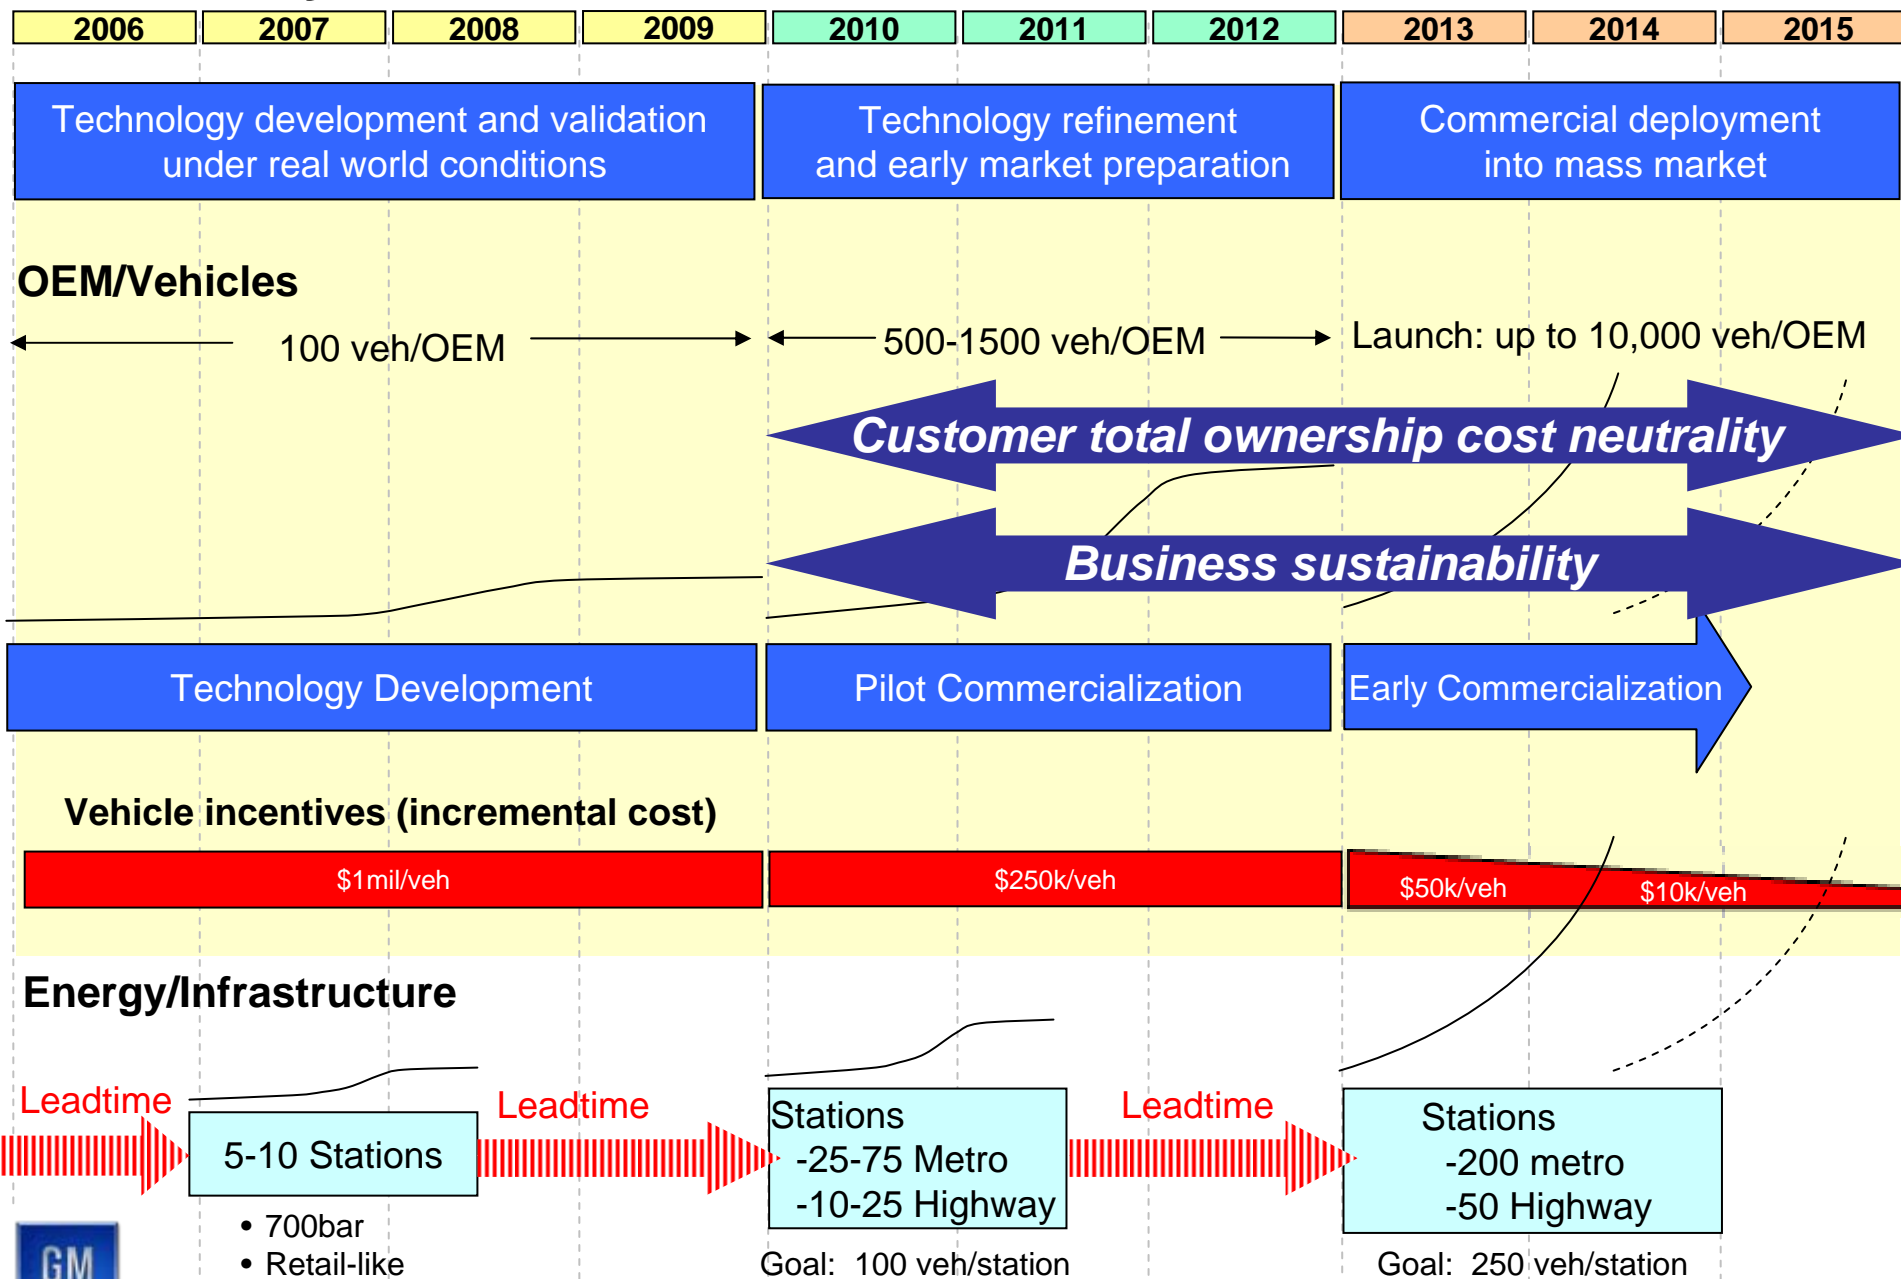 2006 2007 2008 2009 2010 2011 2012 2013 2014 2015
Technology development and validation
under real world conditions
Technology refinement
and early market preparation
Commercial deployment
into mass market
OEM/Vehicles
100 veh/OEM
500-1500 veh/OEM
Launch: up to 10,000 veh/OEM
Customer total ownership cost neutrality
Business sustainability
Technology Development
Pilot Commercialization
Early Commercialization
Vehicle incentives (incremental cost)
$1mil/veh
$250k/veh
$50k/veh
$10k/veh
Energy/Infrastructure
Leadtime
5-10 Stations
• 700bar
• Retail-like
Leadtime
Stations
-25-75 Metro
-10-25 Highway
Goal: 100 veh/station
Leadtime
Stations
-200 metro
-50 Highway
Goal: 250 veh/station
GM